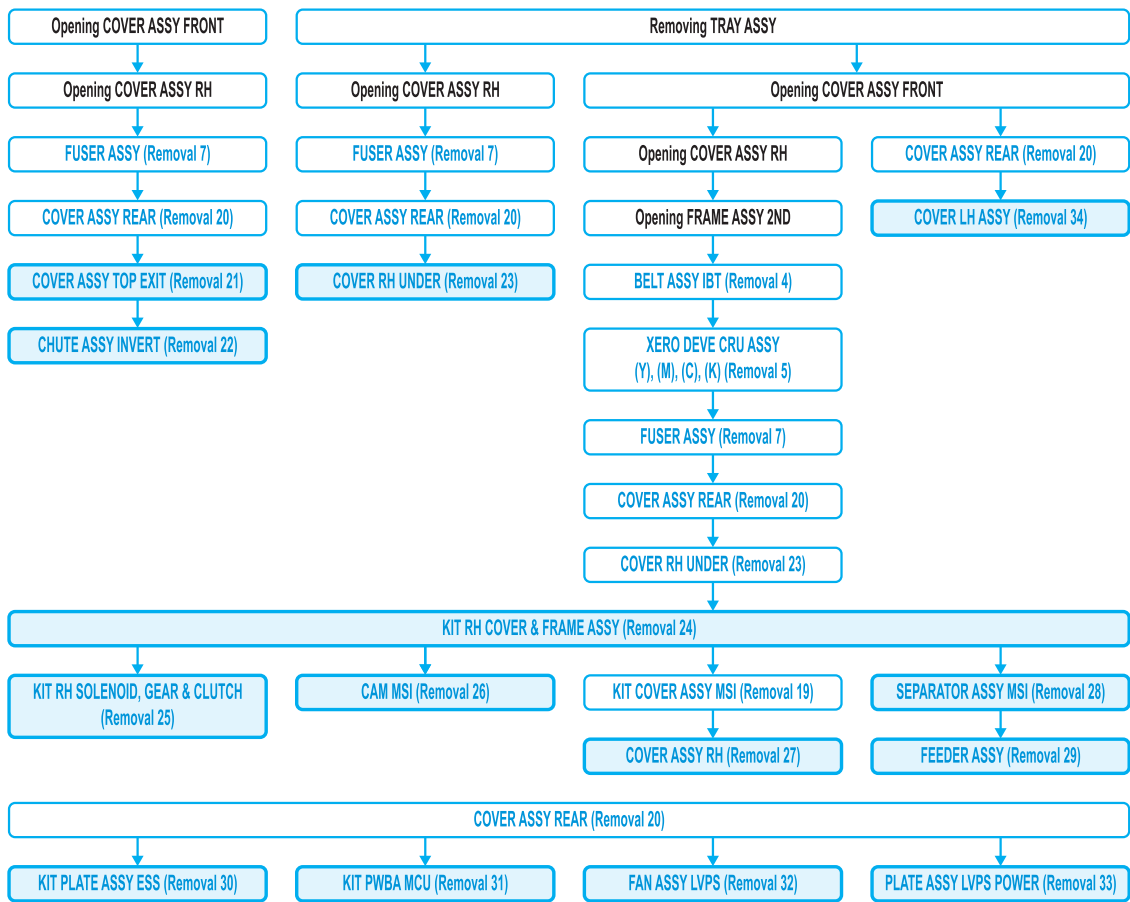 Opening COVER ASSY FRONT
Removing TRAY ASSY
Opening COVER ASSY RH
Opening COVER ASSY RH
Opening COVER ASSY FRONT
FUSER ASSY (Removal 7)
FUSER ASSY (Removal 7)
Opening COVER ASSY RH
COVER ASSY REAR (Removal 20)
COVER ASSY REAR (Removal 20)
COVER ASSY REAR (Removal 20)
Opening FRAME ASSY 2ND
COVER LH ASSY (Removal 34)
COVER ASSY TOP EXIT (Removal 21)
COVER RH UNDER (Removal 23)
BELT ASSY IBT (Removal 4)
CHUTE ASSY INVERT (Removal 22)
XERO DEVE CRU ASSY
(Y), (M), (C), (K) (Removal 5)
FUSER ASSY (Removal 7)
COVER ASSY REAR (Removal 20)
COVER RH UNDER (Removal 23)
KIT RH COVER & FRAME ASSY (Removal 24)
KIT RH SOLENOID, GEAR & CLUTCH
(Removal 25)
CAM MSI (Removal 26)
KIT COVER ASSY MSI (Removal 19)
SEPARATOR ASSY MSI (Removal 28)
COVER ASSY RH (Removal 27)
FEEDER ASSY (Removal 29)
COVER ASSY REAR (Removal 20)
KIT PLATE ASSY ESS (Removal 30)
KIT PWBA MCU (Removal 31)
FAN ASSY LVPS (Removal 32)
PLATE ASSY LVPS POWER (Removal 33)